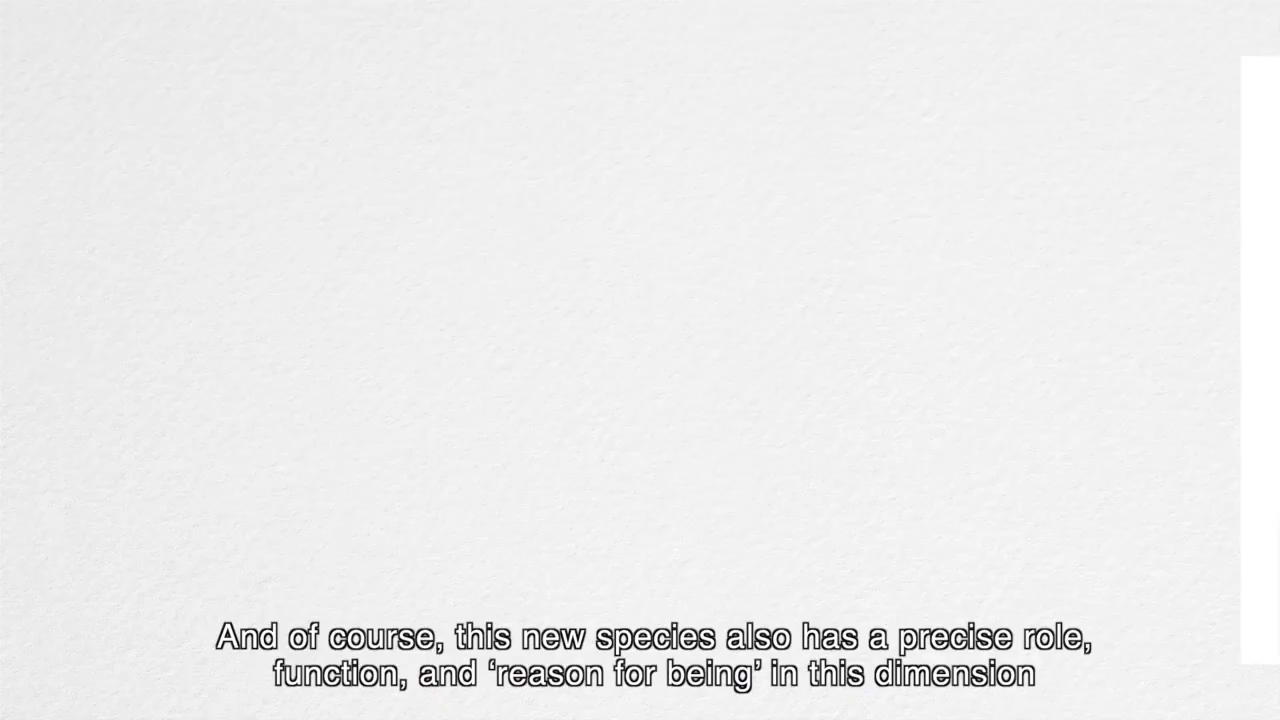 And of course, this new species also has a precise role,
function, and ‘reason for being’ in this dimension